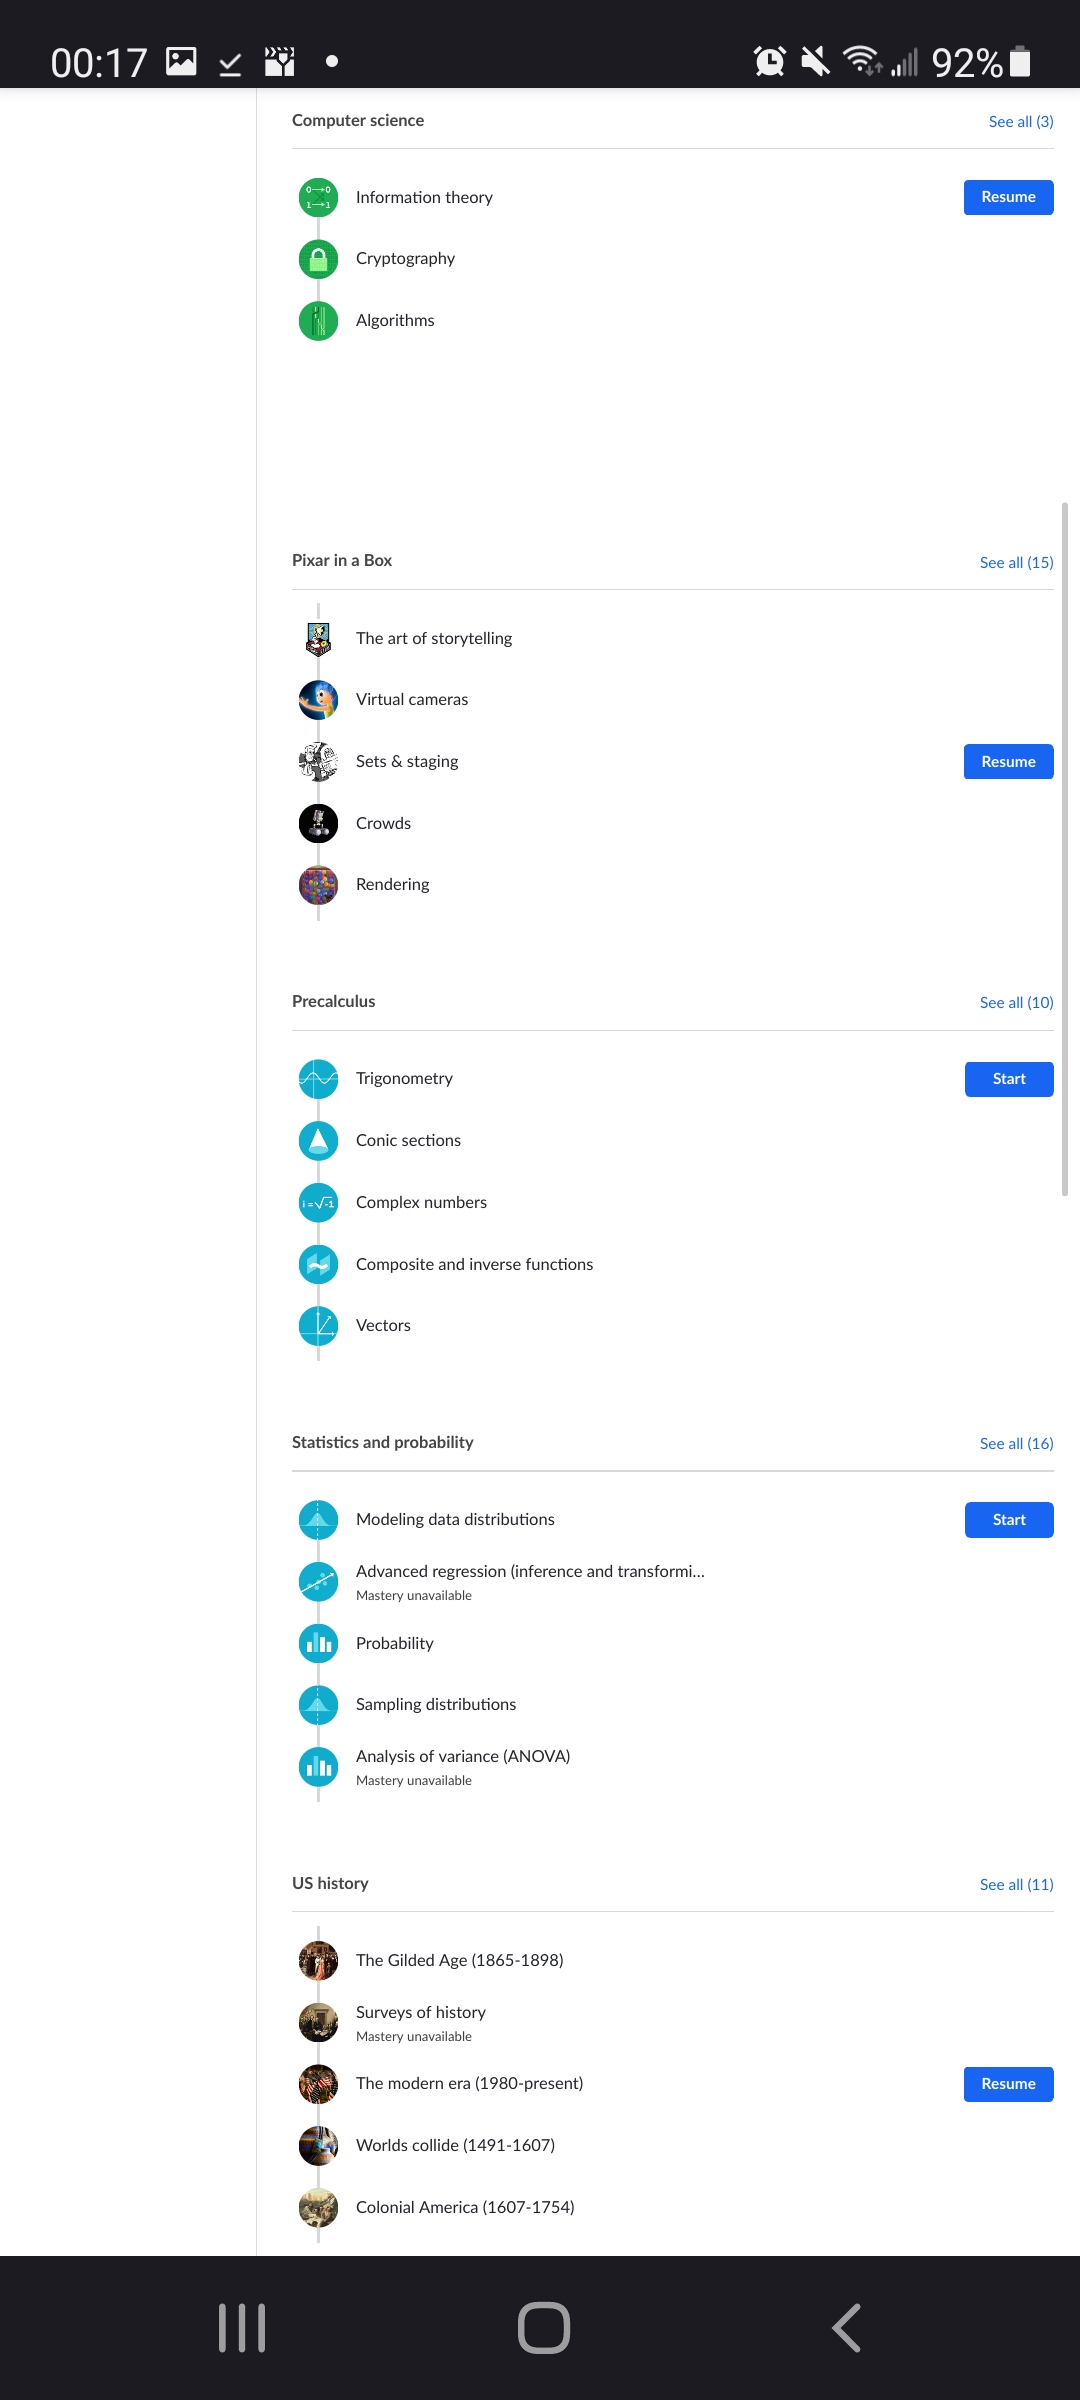 00:17 92%
Computer science See all (3)
Information theory Resume
Cryptography
Algorithms
Pixar in a Box See all (15)
The art of storytelling
Virtual cameras
Sets & staging Resume
Crowds
Rendering
Precalculus See all (10)
Trigonometry Start
Conic sections
i=√-1 Complex numbers
Composite and inverse functions
Vectors
Statistics and probability See all (16)
Modeling data distributions Start
Advanced regression (inference and transformi...
Mastery unavailable
Probability
Sampling distributions
Analysis of variance (ANOVA)
Mastery unavailable
US history See all (11)
The Gilded Age (1865-1898)
Surveys of history
Mastery unavailable
The modern era (1980-present) Resume
Worlds collide (1491-1607)
Colonial America (1607-1754)